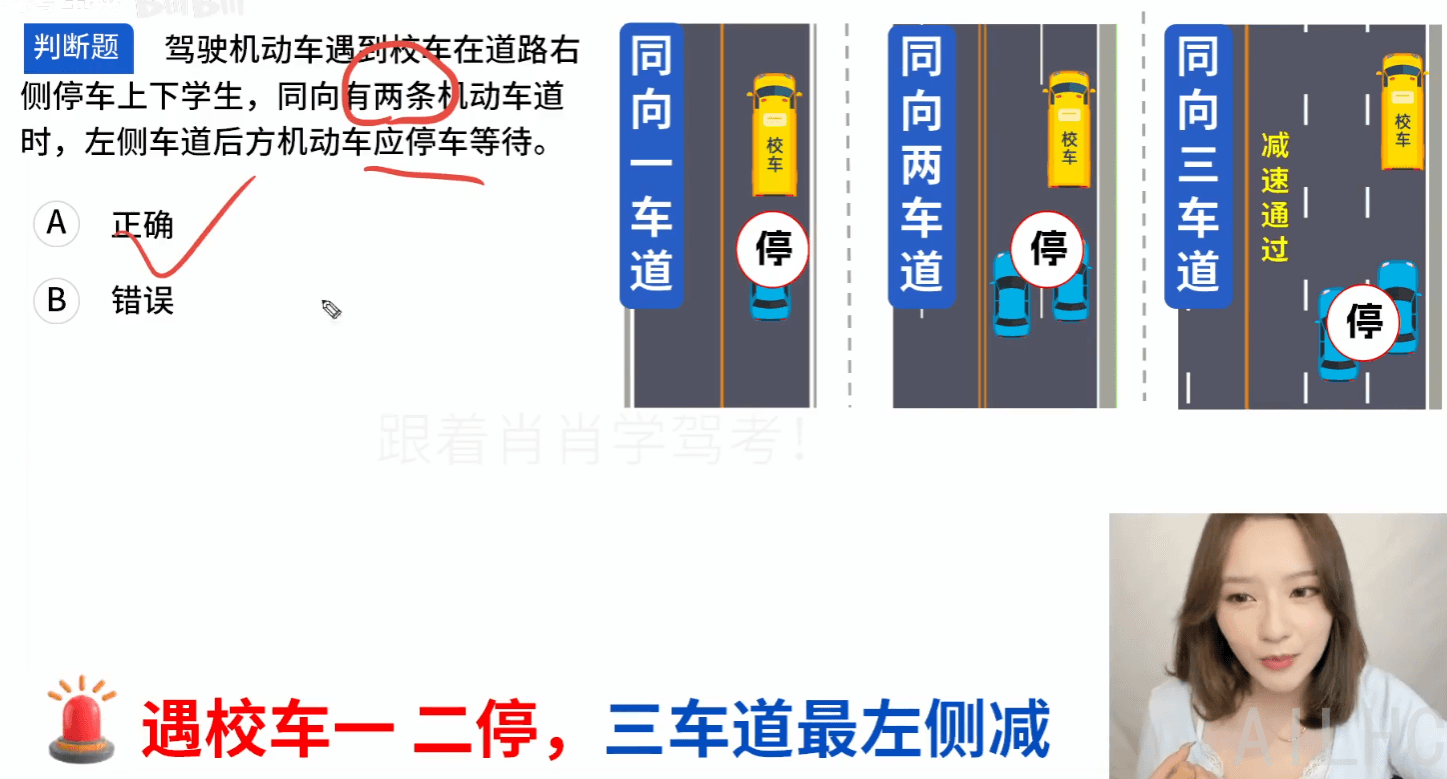 判断题 驾驶机动车遇到校车在道路右
侧停车上下学生，同向有两条机动车道
时，左侧车道后方机动车应停车等待。
A 正确
B 错误
同向一车道
校车
停
同向两车道
校车
停
同向三车道
减速通过
校车
停
跟着肖肖学驾考！
遇校车一 二停，三车道最左侧减